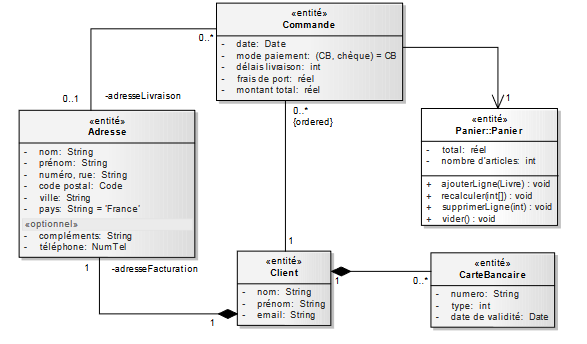 «entité»
Commande
- date: Date
- mode paiement: (CB, chèque) = CB
- délais livraison: int
- frais de port: réel
- montant total: réel
0..*
-adresseLivraison
0..1
0..*
{ordered}
1
«entité»
Adresse
- nom: String
- prénom: String
- numéro, rue: String
- code postal: Code
- ville: String
- pays: String = 'France'
«optionnel»
- compléments: String
- téléphone: NumTel
«entité»
Panier::Panier
- total: réel
- nombre d'articles: int
+ ajouterLigne(Livre) : void
+ recalculer(int[]) : void
+ supprimerLigne(int) : void
+ vider() : void
1
-adresseFacturation
1
«entité»
Client
- nom: String
- prénom: String
- email: String
1
1
0..*
«entité»
CarteBancaire
- numero: String
- type: int
- date de validité: Date